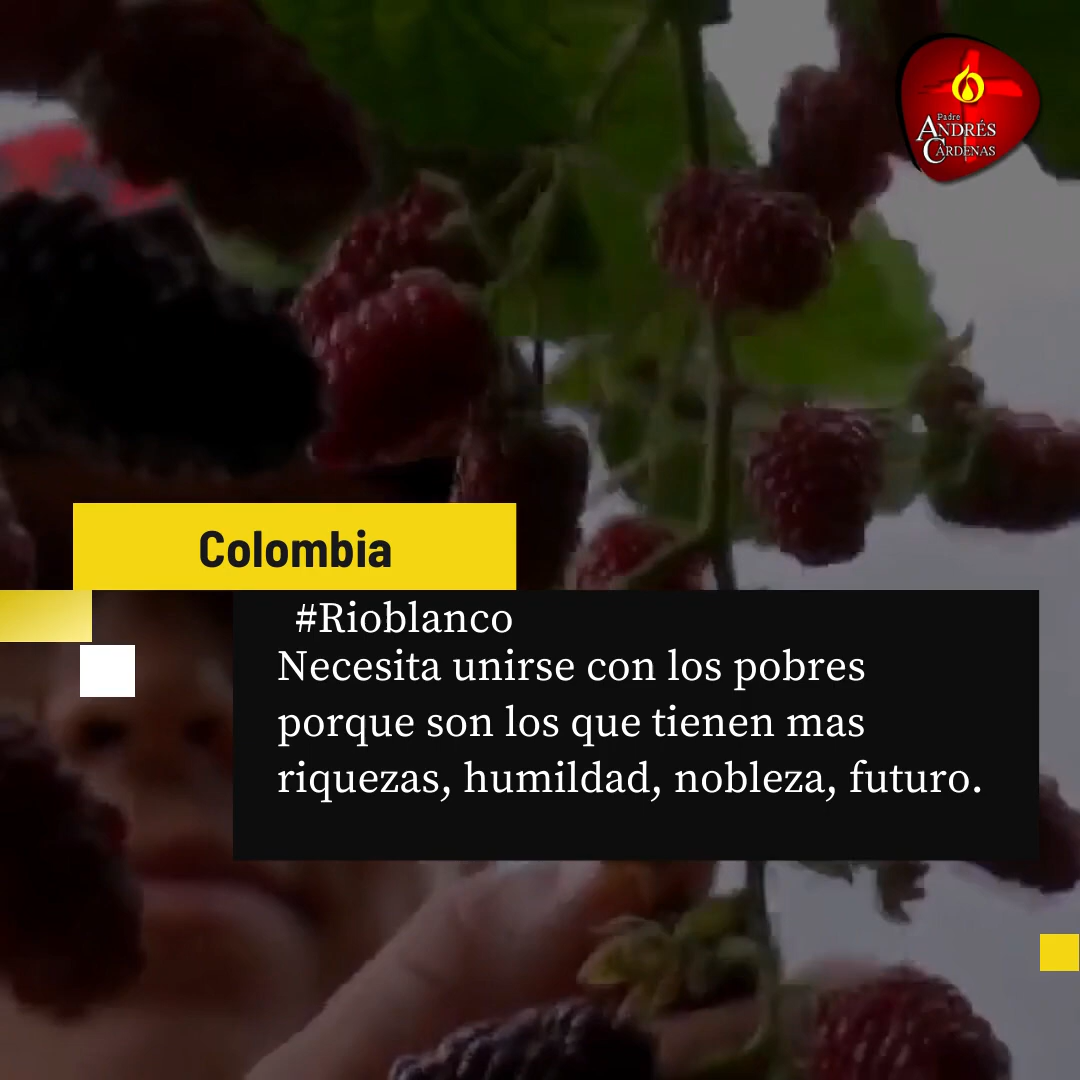 Padre
ANDRÉS
CÁRDENAS
Colombia
#Rioblanco
Necesita unirse con los pobres
porque son los que tienen mas
riquezas, humildad, nobleza, futuro.